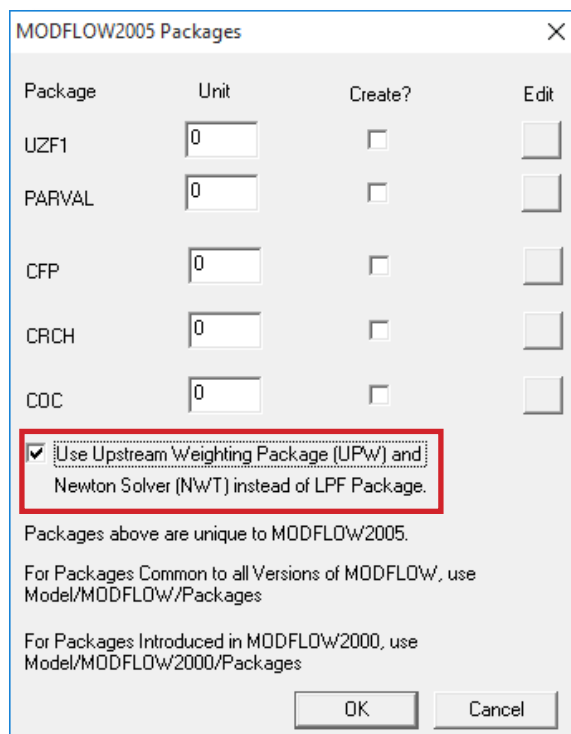 MODFLOW2005 Packages
Package Unit Create? Edit
UZF1 0
PARVAL 0
CFP 0
CRCH 0
COC 0
Use Upstream Weighting Package (UPW) and
Newton Solver (NWT) instead of LPF Package.
Packages above are unique to MODFLOW2005.
For Packages Common to all Versions of MODFLOW, use
Model/MODFLOW/Packages
For Packages Introduced in MODFLOW2000, use
Model/MODFLOW2000/Packages
OK Cancel